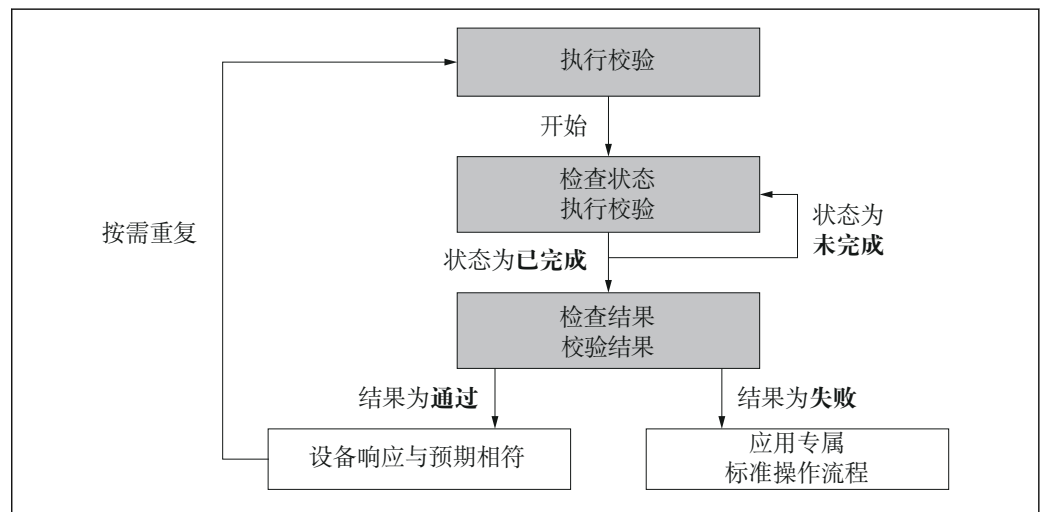 执行校验
开始
检查状态
执行校验
按需重复
状态为
未完成
状态为已完成
检查结果
校验结果
结果为通过
结果为失败
设备响应与预期相符
应用专属
标准操作流程